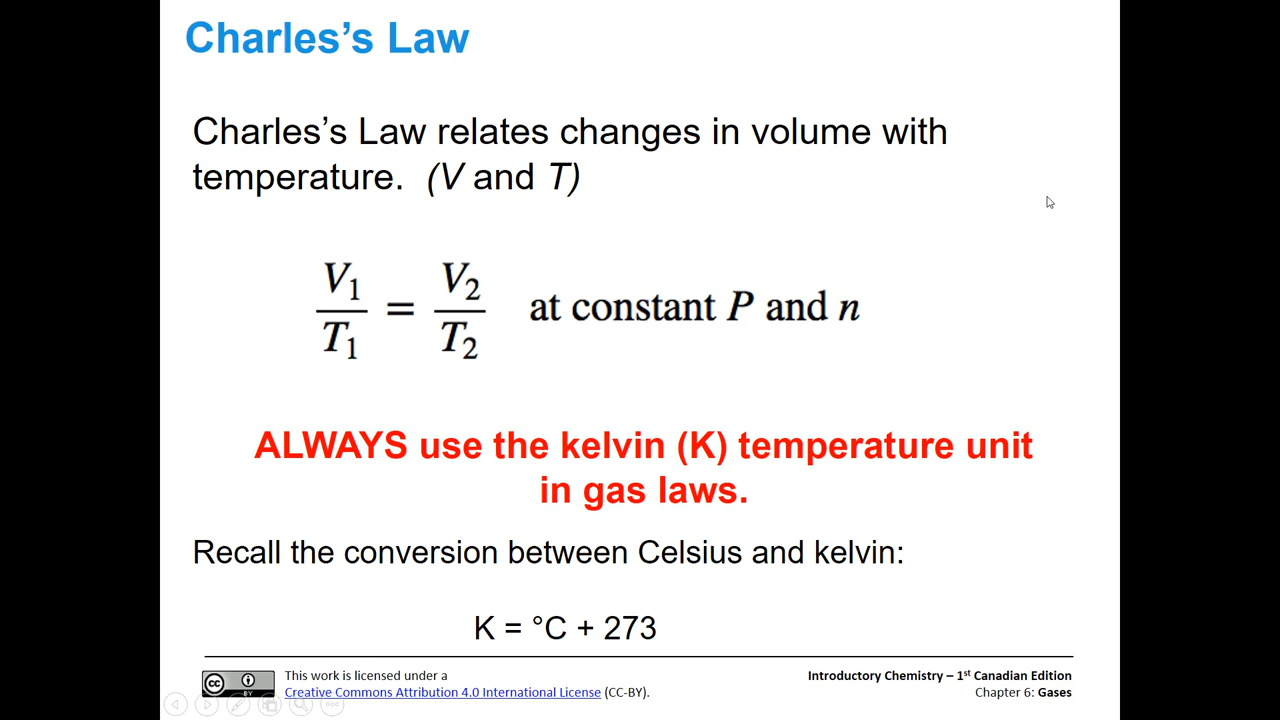 Charles’s Law
Charles’s Law relates changes in volume with
temperature. (V and T)
V₁/T₁ = V₂/T₂ at constant P and n
ALWAYS use the kelvin (K) temperature unit
in gas laws.
Recall the conversion between Celsius and kelvin:
K = °C + 273
cc BY
This work is licensed under a
Creative Commons Attribution 4.0 International License (CC-BY).
Introductory Chemistry – 1st Canadian Edition
Chapter 6: Gases